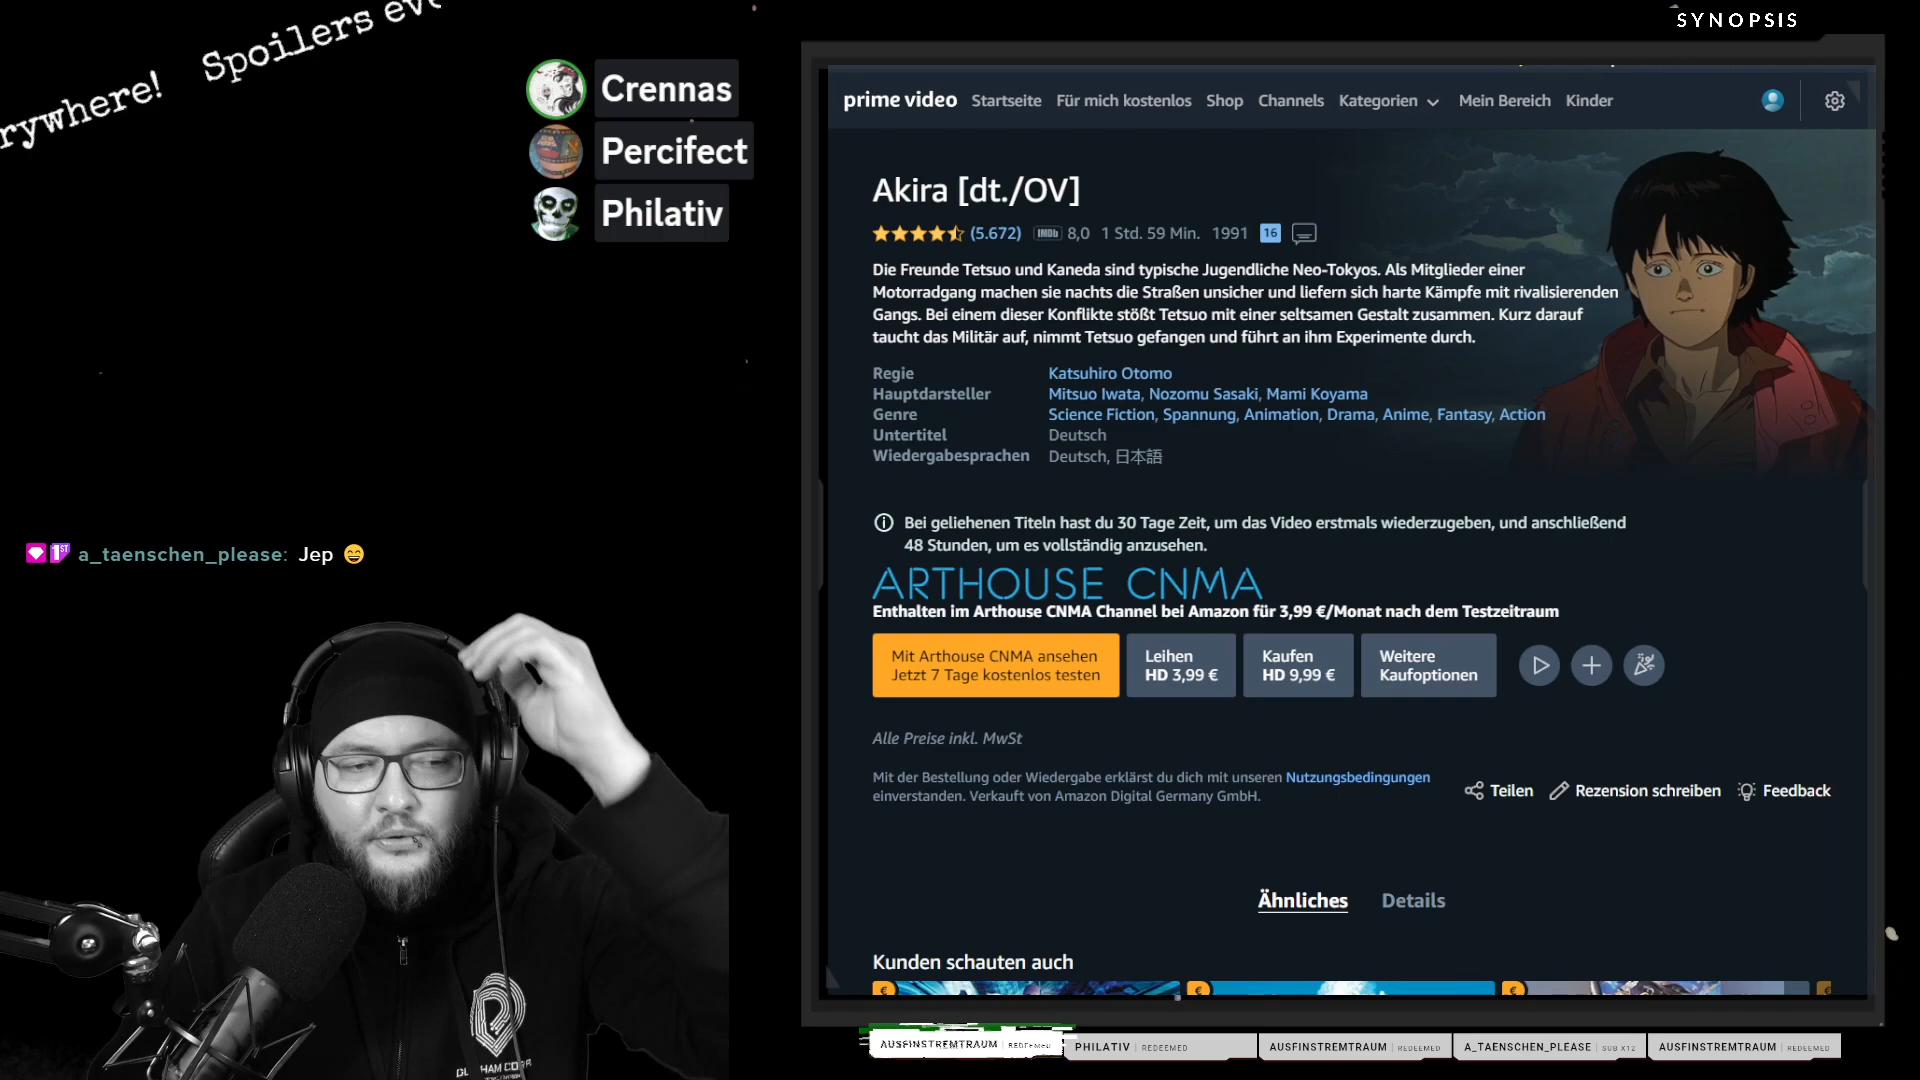 rywhere! Spoilers eve
SYNOPSIS
Crennas
Percifect
Philativ
prime video Startseite Für mich kostenlos Shop Channels Kategorien Mein Bereich Kinder
Akira [dt./OV]
(5.672) IMDb 8,0 1 Std. 59 Min. 1991 16
Die Freunde Tetsuo und Kaneda sind typische Jugendliche Neo-Tokyos. Als Mitglieder einer
Motorradgang machen sie nachts die Straßen unsicher und liefern sich harte Kämpfe mit rivalisierenden
Gangs. Bei einem dieser Konflikte stößt Tetsuo mit einer seltsamen Gestalt zusammen. Kurz darauf
taucht das Militär auf, nimmt Tetsuo gefangen und führt an ihm Experimente durch.
Regie Katsuhiro Otomo
Hauptdarsteller Mitsuo Iwata, Nozomu Sasaki, Mami Koyama
Genre Science Fiction, Spannung, Animation, Drama, Anime, Fantasy, Action
Untertitel Deutsch
Wiedergabesprachen Deutsch, 日本語
Bei geliehenen Titeln hast du 30 Tage Zeit, um das Video erstmals wiederzugeben, und anschließend
48 Stunden, um es vollständig anzusehen.
1ST a_taenschen_please: Jep 😄
ARTHOUSE CNMA
Enthalten im Arthouse CNMA Channel bei Amazon für 3,99 €/Monat nach dem Testzeitraum
Mit Arthouse CNMA ansehen
Jetzt 7 Tage kostenlos testen
Leihen
HD 3,99 €
Kaufen
HD 9,99 €
Weitere
Kaufoptionen
Alle Preise inkl. MwSt
Mit der Bestellung oder Wiedergabe erklärst du dich mit unseren Nutzungsbedingungen
einverstanden. Verkauft von Amazon Digital Germany GmbH.
Teilen Rezension schreiben Feedback
Ähnliches Details
Kunden schauten auch
€ € € €
AUSFINSTREMTRAUM REDEEMED PHILATIV REDEEMED AUSFINSTREMTRAUM REDEEMED A_TAENSCHEN_PLEASE SUB X12 AUSFINSTREMTRAUM REDEEMED